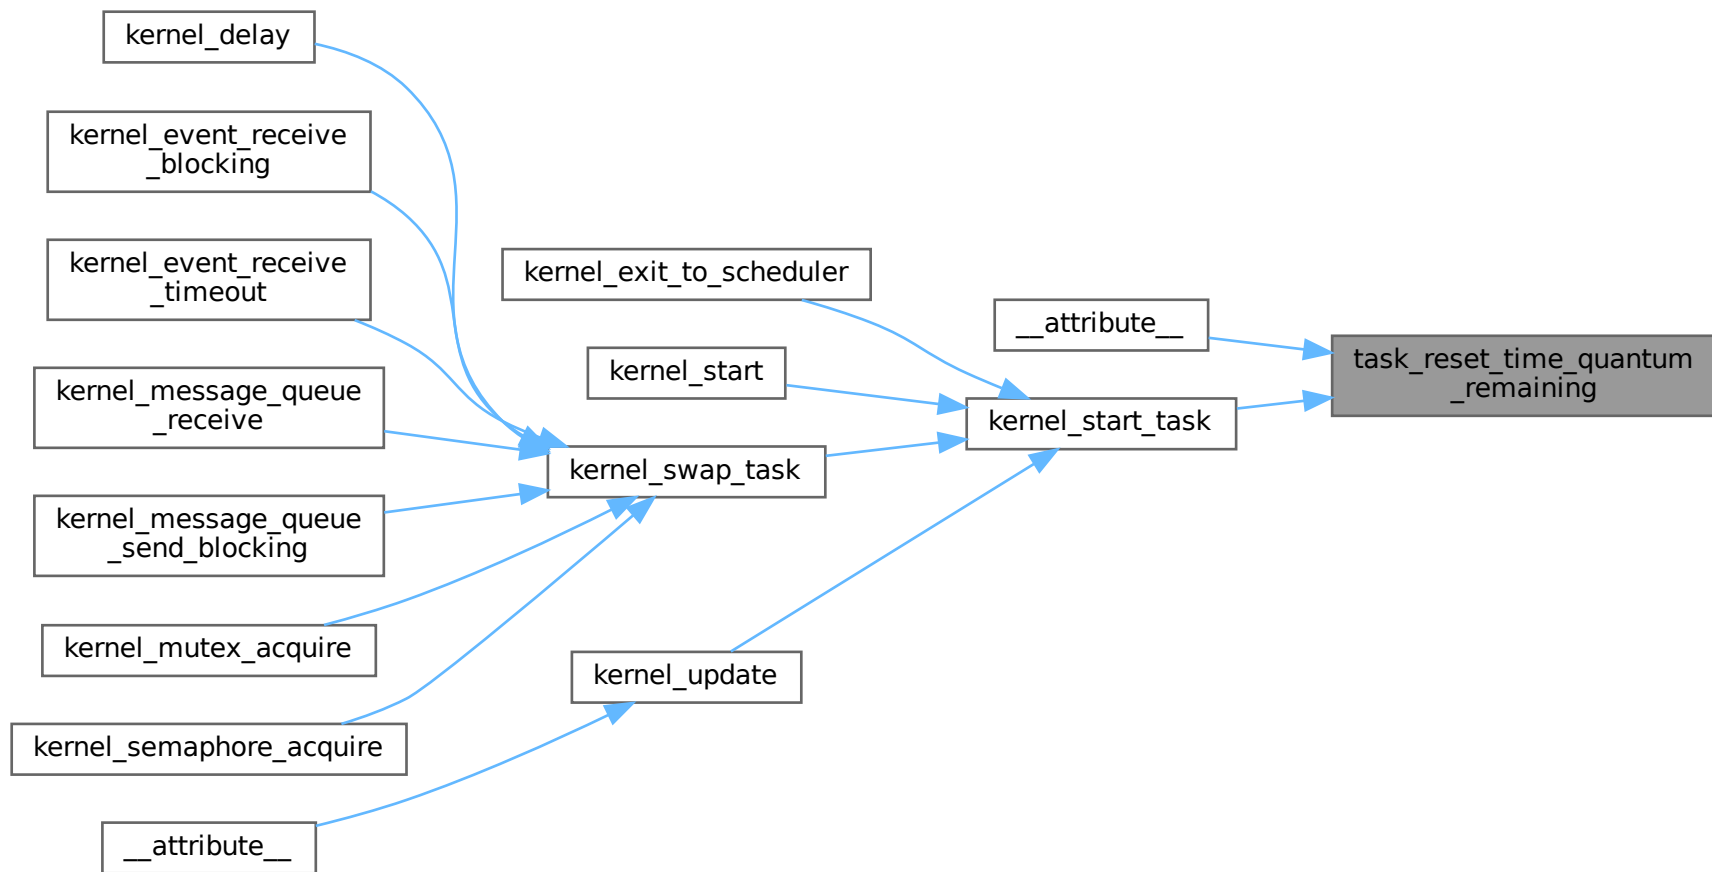 kernel_delay
kernel_event_receive
_blocking
kernel_event_receive
_timeout
kernel_message_queue
_receive
kernel_message_queue
_send_blocking
kernel_mutex_acquire
kernel_semaphore_acquire
__attribute__
kernel_exit_to_scheduler
kernel_start
kernel_swap_task
kernel_update
__attribute__
kernel_start_task
task_reset_time_quantum
_remaining